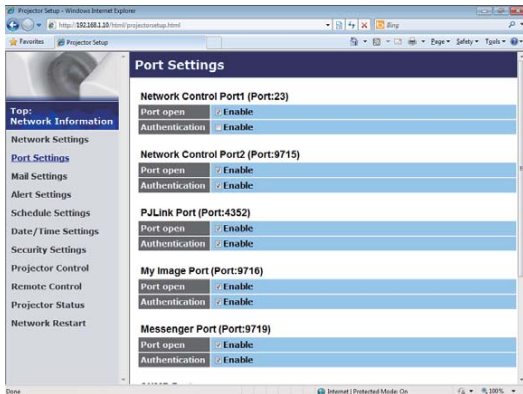 Projector Setup - Windows Internet Explorer
http://192.168.1.10/html/projectorsetup.html
Bing
Favorites
Projector Setup
Page
Safety
Tools
Port Settings
Network Control Port1 (Port:23)
Port open Enable
Authentication Enable
Network Control Port2 (Port:9715)
Port open Enable
Authentication Enable
PJLink Port (Port:4352)
Port open Enable
Authentication Enable
My Image Port (Port:9716)
Port open Enable
Authentication Enable
Messenger Port (Port:9719)
Port open Enable
Authentication Enable
Top:
Network Information
Network Settings
Port Settings
Mail Settings
Alert Settings
Schedule Settings
Date/Time Settings
Security Settings
Projector Control
Remote Control
Projector Status
Network Restart
Done
Internet | Protected Mode: On
100%